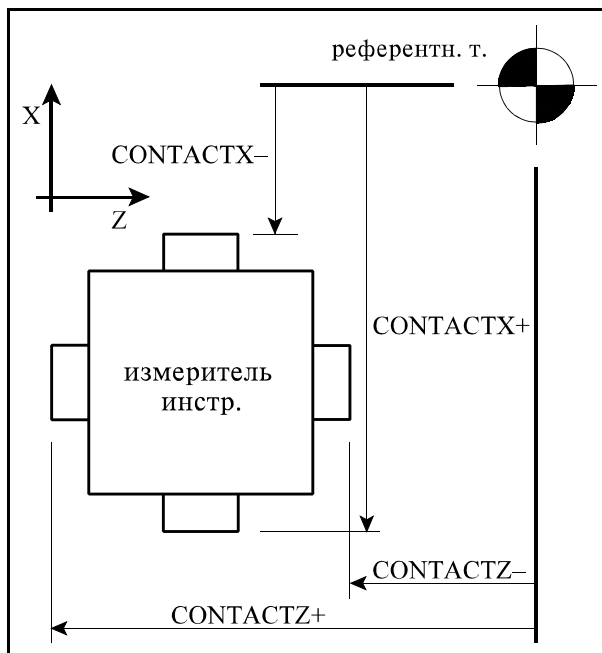 референтн. т.
X
CONTACTX–
Z
CONTACTX+
измеритель
инстр.
CONTACTZ–
CONTACTZ+